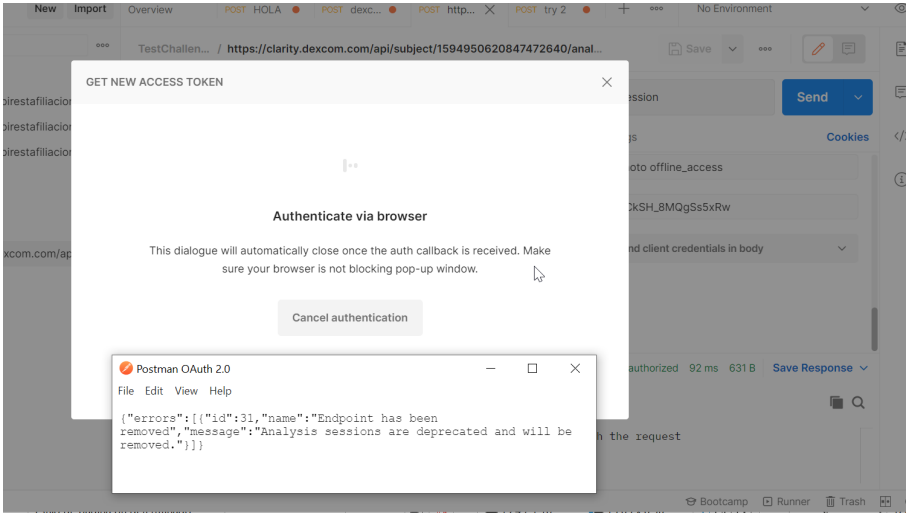 New Import Overview POST HOLA POST dexc... POST http... POST try 2 No Environment
TestChallen... / https://clarity.dexcom.com/api/subject/1594950620847472640/anal... Save
GET NEW ACCESS TOKEN
pirestafiliacion
ession Send
pirestafiliacion
gs Cookies
pirestafiliacion
oto offline_access
CkSH_8MQgSs5xRw
Authenticate via browser
This dialogue will automatically close once the auth callback is received. Make
sure your browser is not blocking pop-up window.
xcom.com/ap
nd client credentials in body
Cancel authentication
Postman OAuth 2.0
authorized 92 ms 631 B Save Response
File Edit View Help
{"errors":[{"id":31,"name":"Endpoint has been
removed","message":"Analysis sessions are deprecated and will be
removed."}]}
h the request
Bootcamp Runner Trash